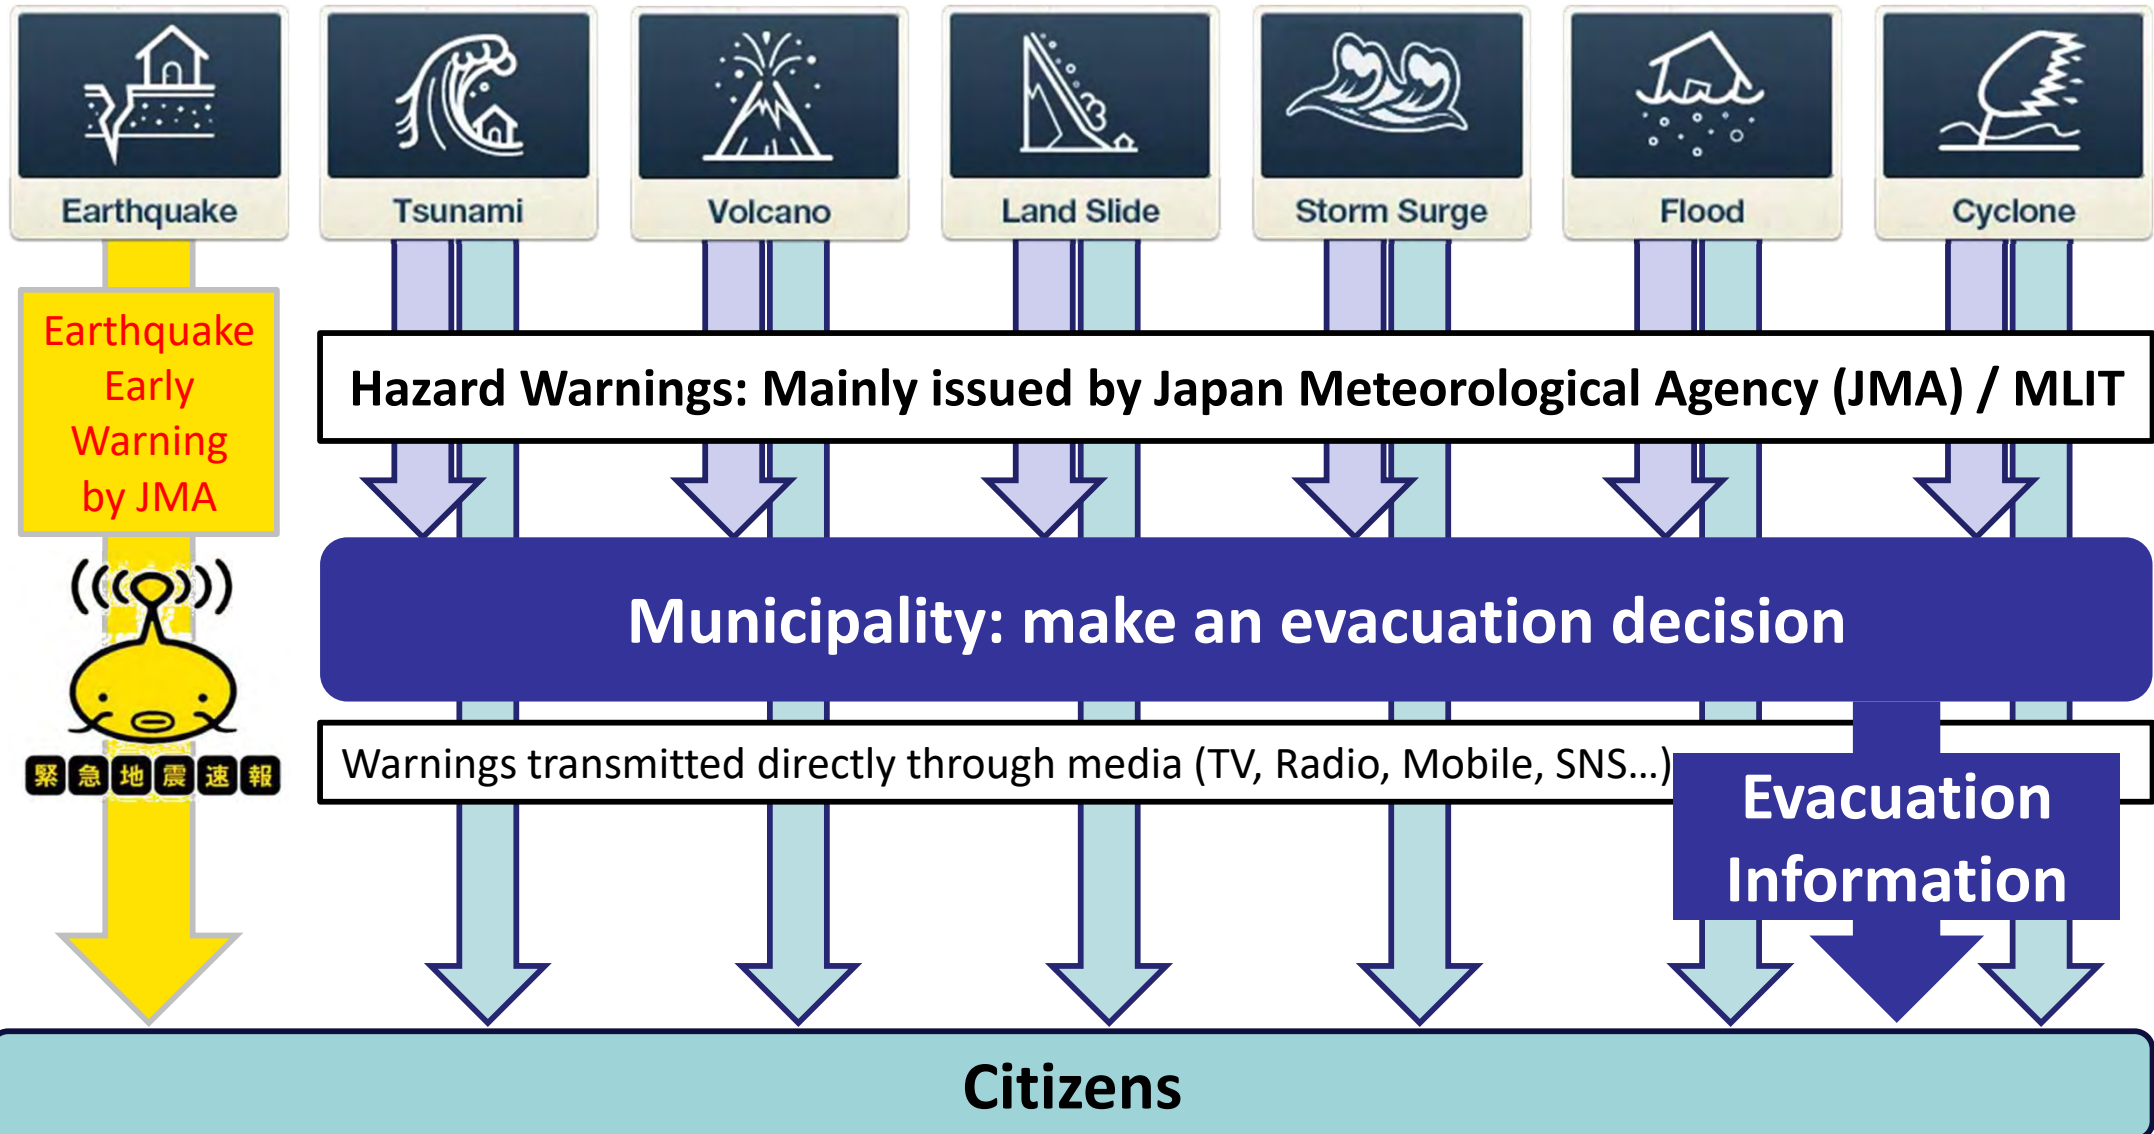 Earthquake
Tsunami
Volcano
Land Slide
Storm Surge
Flood
Cyclone
Earthquake
Early
Warning
by JMA
Hazard Warnings: Mainly issued by Japan Meteorological Agency (JMA) / MLIT
Municipality: make an evacuation decision
緊急地震速報
Warnings transmitted directly through media (TV, Radio, Mobile, SNS...)
Evacuation
Information
Citizens